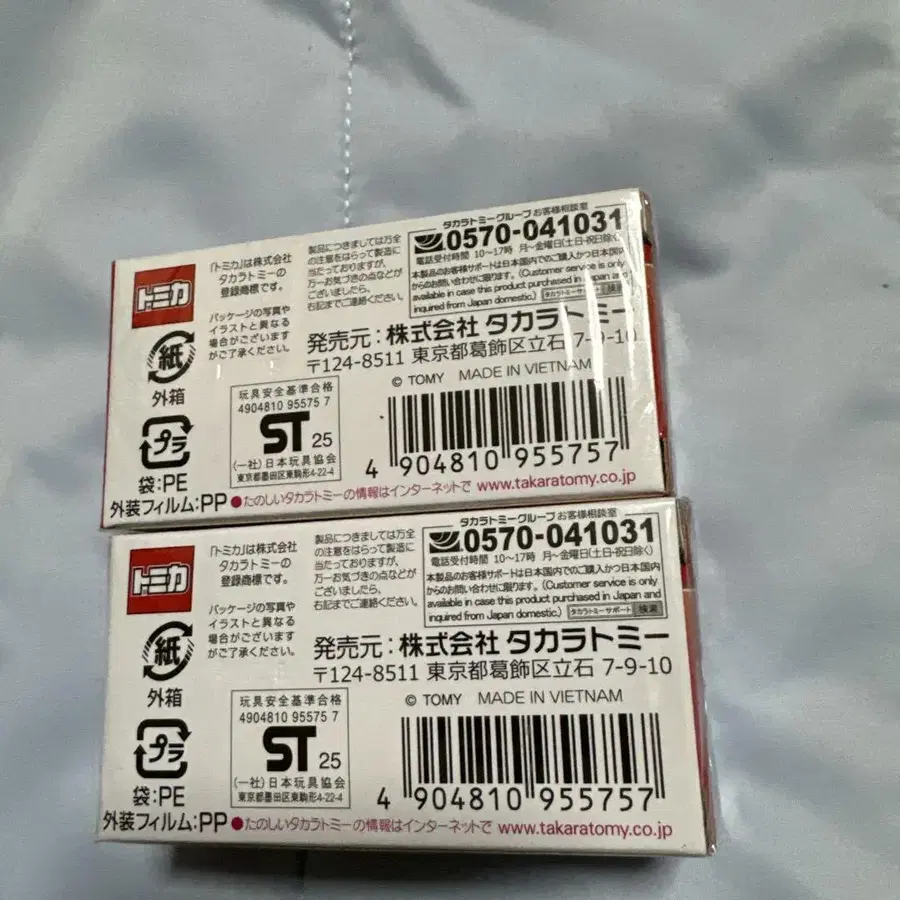 トミカ
「トミカ」は株式会社
タカラトミーの
登録商標です。
パッケージの写真や
イラストと異なる
場合がございます
がご了承ください。
製品につきましては万全
の注意をはらって製造に
当たっておりますが、
万一お気づきの点などが
ございましたら、
右記までご連絡ください。
タカラトミーグループ お客様相談室
0570-041031
電話受付時間 10〜17時 月〜金曜日(土日・祝日除く)
本製品のお客様サポートは日本国内でのご購入かつ日本国内
からのお問い合わせに限ります。(Customer service is only
available in case this product purchased in Japan and
inquired from Japan domestic.) タカラトミーサポート 検索
発売元:株式会社 タカラトミー
〒124-8511 東京都葛飾区立石 7-9-10
© TOMY MADE IN VIETNAM
紙
外箱
プラ
袋:PE
外装フィルム:PP
玩具安全基準合格
4904810 95575 7
ST 25
(一社)日本玩具協会
東京都墨田区東駒形4-22-4
4 904810 955757
●たのしいタカラトミーの情報はインターネットで www.takaratomy.co.jp
トミカ
「トミカ」は株式会社
タカラトミーの
登録商標です。
パッケージの写真や
イラストと異なる
場合がございます
がご了承ください。
製品につきましては万全
の注意をはらって製造に
当たっておりますが、
万一お気づきの点などが
ございましたら、
右記までご連絡ください。
タカラトミーグループ お客様相談室
0570-041031
電話受付時間 10〜17時 月〜金曜日(土日・祝日除く)
本製品のお客様サポートは日本国内でのご購入かつ日本国内
からのお問い合わせに限ります。(Customer service is only
available in case this product purchased in Japan and
inquired from Japan domestic.) タカラトミーサポート 検索
発売元:株式会社 タカラトミー
〒124-8511 東京都葛飾区立石 7-9-10
© TOMY MADE IN VIETNAM
紙
外箱
プラ
袋:PE
外装フィルム:PP
玩具安全基準合格
4904810 95575 7
ST 25
(一社)日本玩具協会
東京都墨田区東駒形4-22-4
4 904810 955757
●たのしいタカラトミーの情報はインターネットで www.takaratomy.co.jp